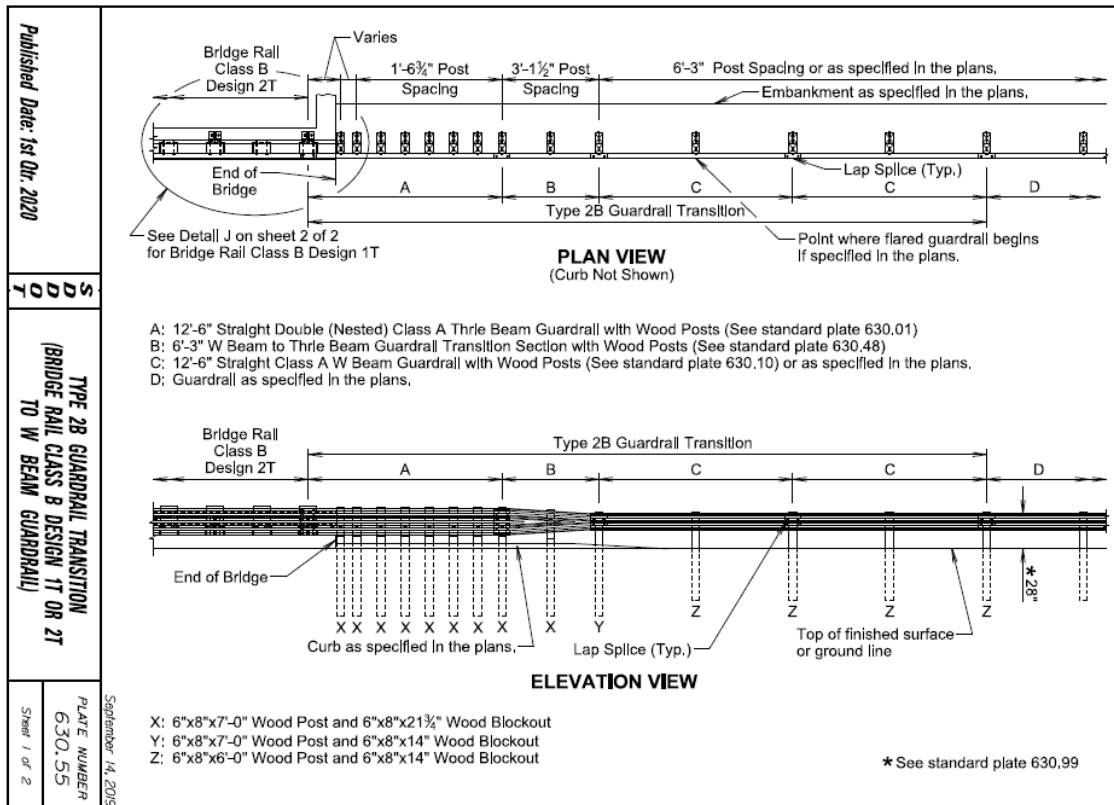 Published Date: 1st Qtr. 2020
S D
D O
D T
TYPE 2B GUARDRAIL TRANSITION
(BRIDGE RAIL CLASS B DESIGN 1T OR 2T
TO W BEAM GUARDRAIL)
September 14, 2019
PLATE NUMBER
630.55
Sheet 1 of 2
Bridge Rail
Class B
Design 2T
Varies
1'-6¾" Post
Spacing
3'-1½" Post
Spacing
6'-3" Post Spacing or as specified in the plans.
Embankment as specified in the plans.
End of
Bridge
Lap Splice (Typ.)
A
B
C
C
D
Type 2B Guardrail Transition
See Detail J on sheet 2 of 2
for Bridge Rail Class B Design 1T
Point where flared guardrail begins
if specified in the plans.
PLAN VIEW
(Curb Not Shown)
A: 12'-6" Straight Double (Nested) Class A Thrie Beam Guardrail with Wood Posts (See standard plate 630.01)
B: 6'-3" W Beam to Thrie Beam Guardrail Transition Section with Wood Posts (See standard plate 630.48)
C: 12'-6" Straight Class A W Beam Guardrail with Wood Posts (See standard plate 630.10) or as specified in the plans.
D: Guardrail as specified in the plans.
Bridge Rail
Class B
Design 2T
Type 2B Guardrail Transition
A
B
C
C
D
End of Bridge
* 28"
X X X X X X X X Y Z Z Z Z
Curb as specified in the plans.
Lap Splice (Typ.)
Top of finished surface
or ground line
ELEVATION VIEW
X: 6"x8"x7'-0" Wood Post and 6"x8"x21¾" Wood Blockout
Y: 6"x8"x7'-0" Wood Post and 6"x8"x14" Wood Blockout
Z: 6"x8"x6'-0" Wood Post and 6"x8"x14" Wood Blockout
* See standard plate 630.99